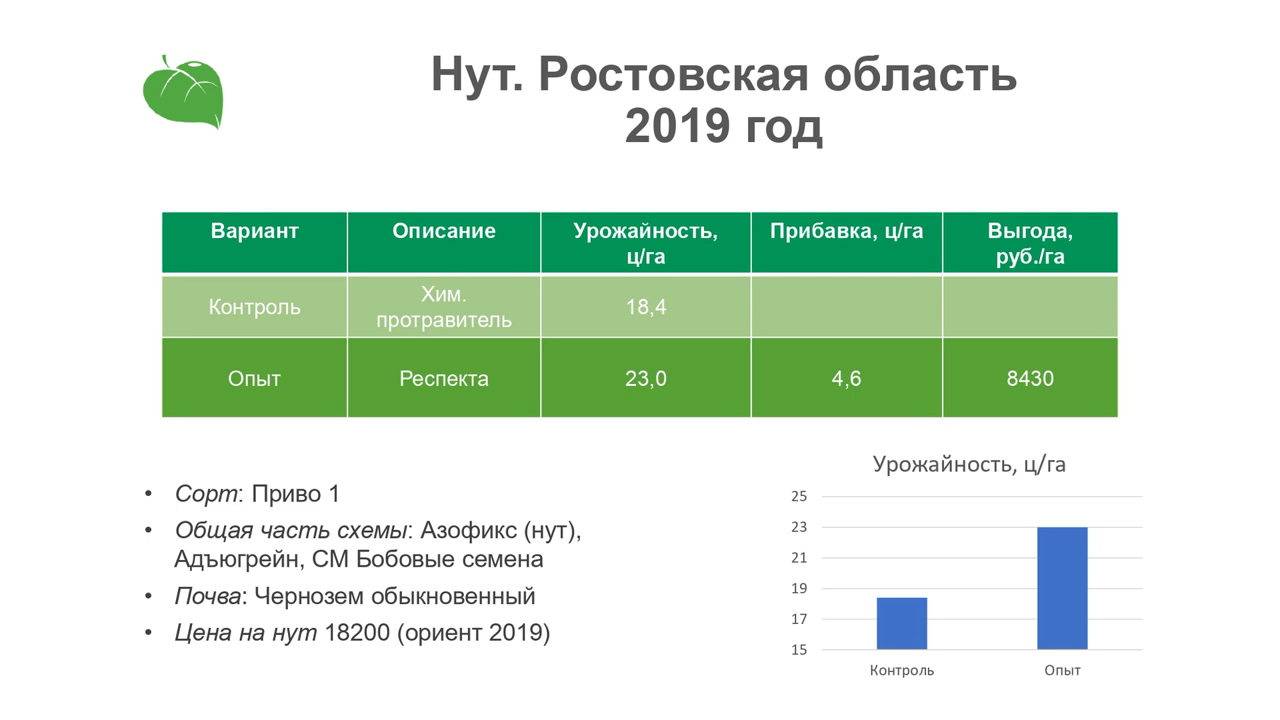 Нут. Ростовская область
2019 год
Вариант
Описание
Урожайность,
ц/га
Прибавка, ц/га
Выгода,
руб./га
Контроль
Хим.
протравитель
18,4
Опыт
Респекта
23,0
4,6
8430
• Сорт: Приво 1
• Общая часть схемы: Азофикс (нут),
Адъюгрейн, СМ Бобовые семена
• Почва: Чернозем обыкновенный
• Цена на нут 18200 (ориент 2019)
Урожайность, ц/га
25
23
21
19
17
15
Контроль
Опыт